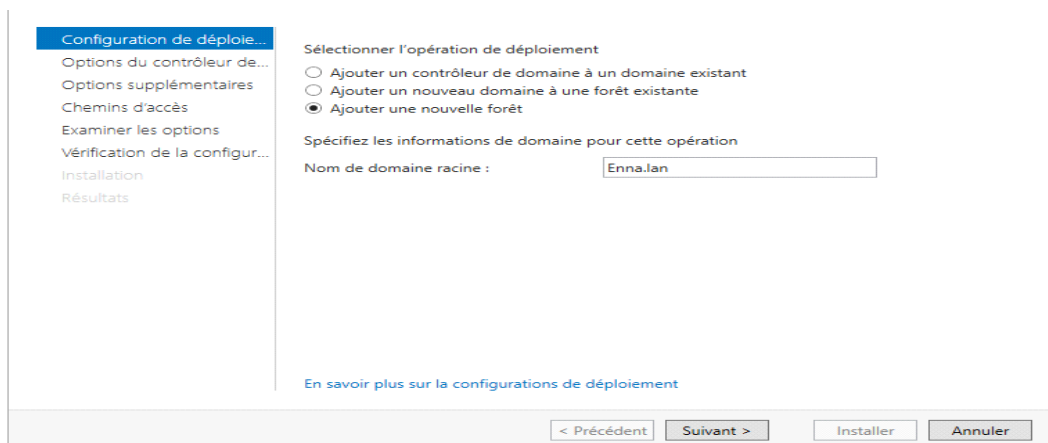 Configuration de déploie...
Options du contrôleur de...
Options supplémentaires
Chemins d'accès
Examiner les options
Vérification de la configur...
Installation
Résultats
Sélectionner l'opération de déploiement
Ajouter un contrôleur de domaine à un domaine existant
Ajouter un nouveau domaine à une forêt existante
Ajouter une nouvelle forêt
Spécifiez les informations de domaine pour cette opération
Nom de domaine racine : Enna.lan
En savoir plus sur la configurations de déploiement
< Précédent Suivant > Installer Annuler